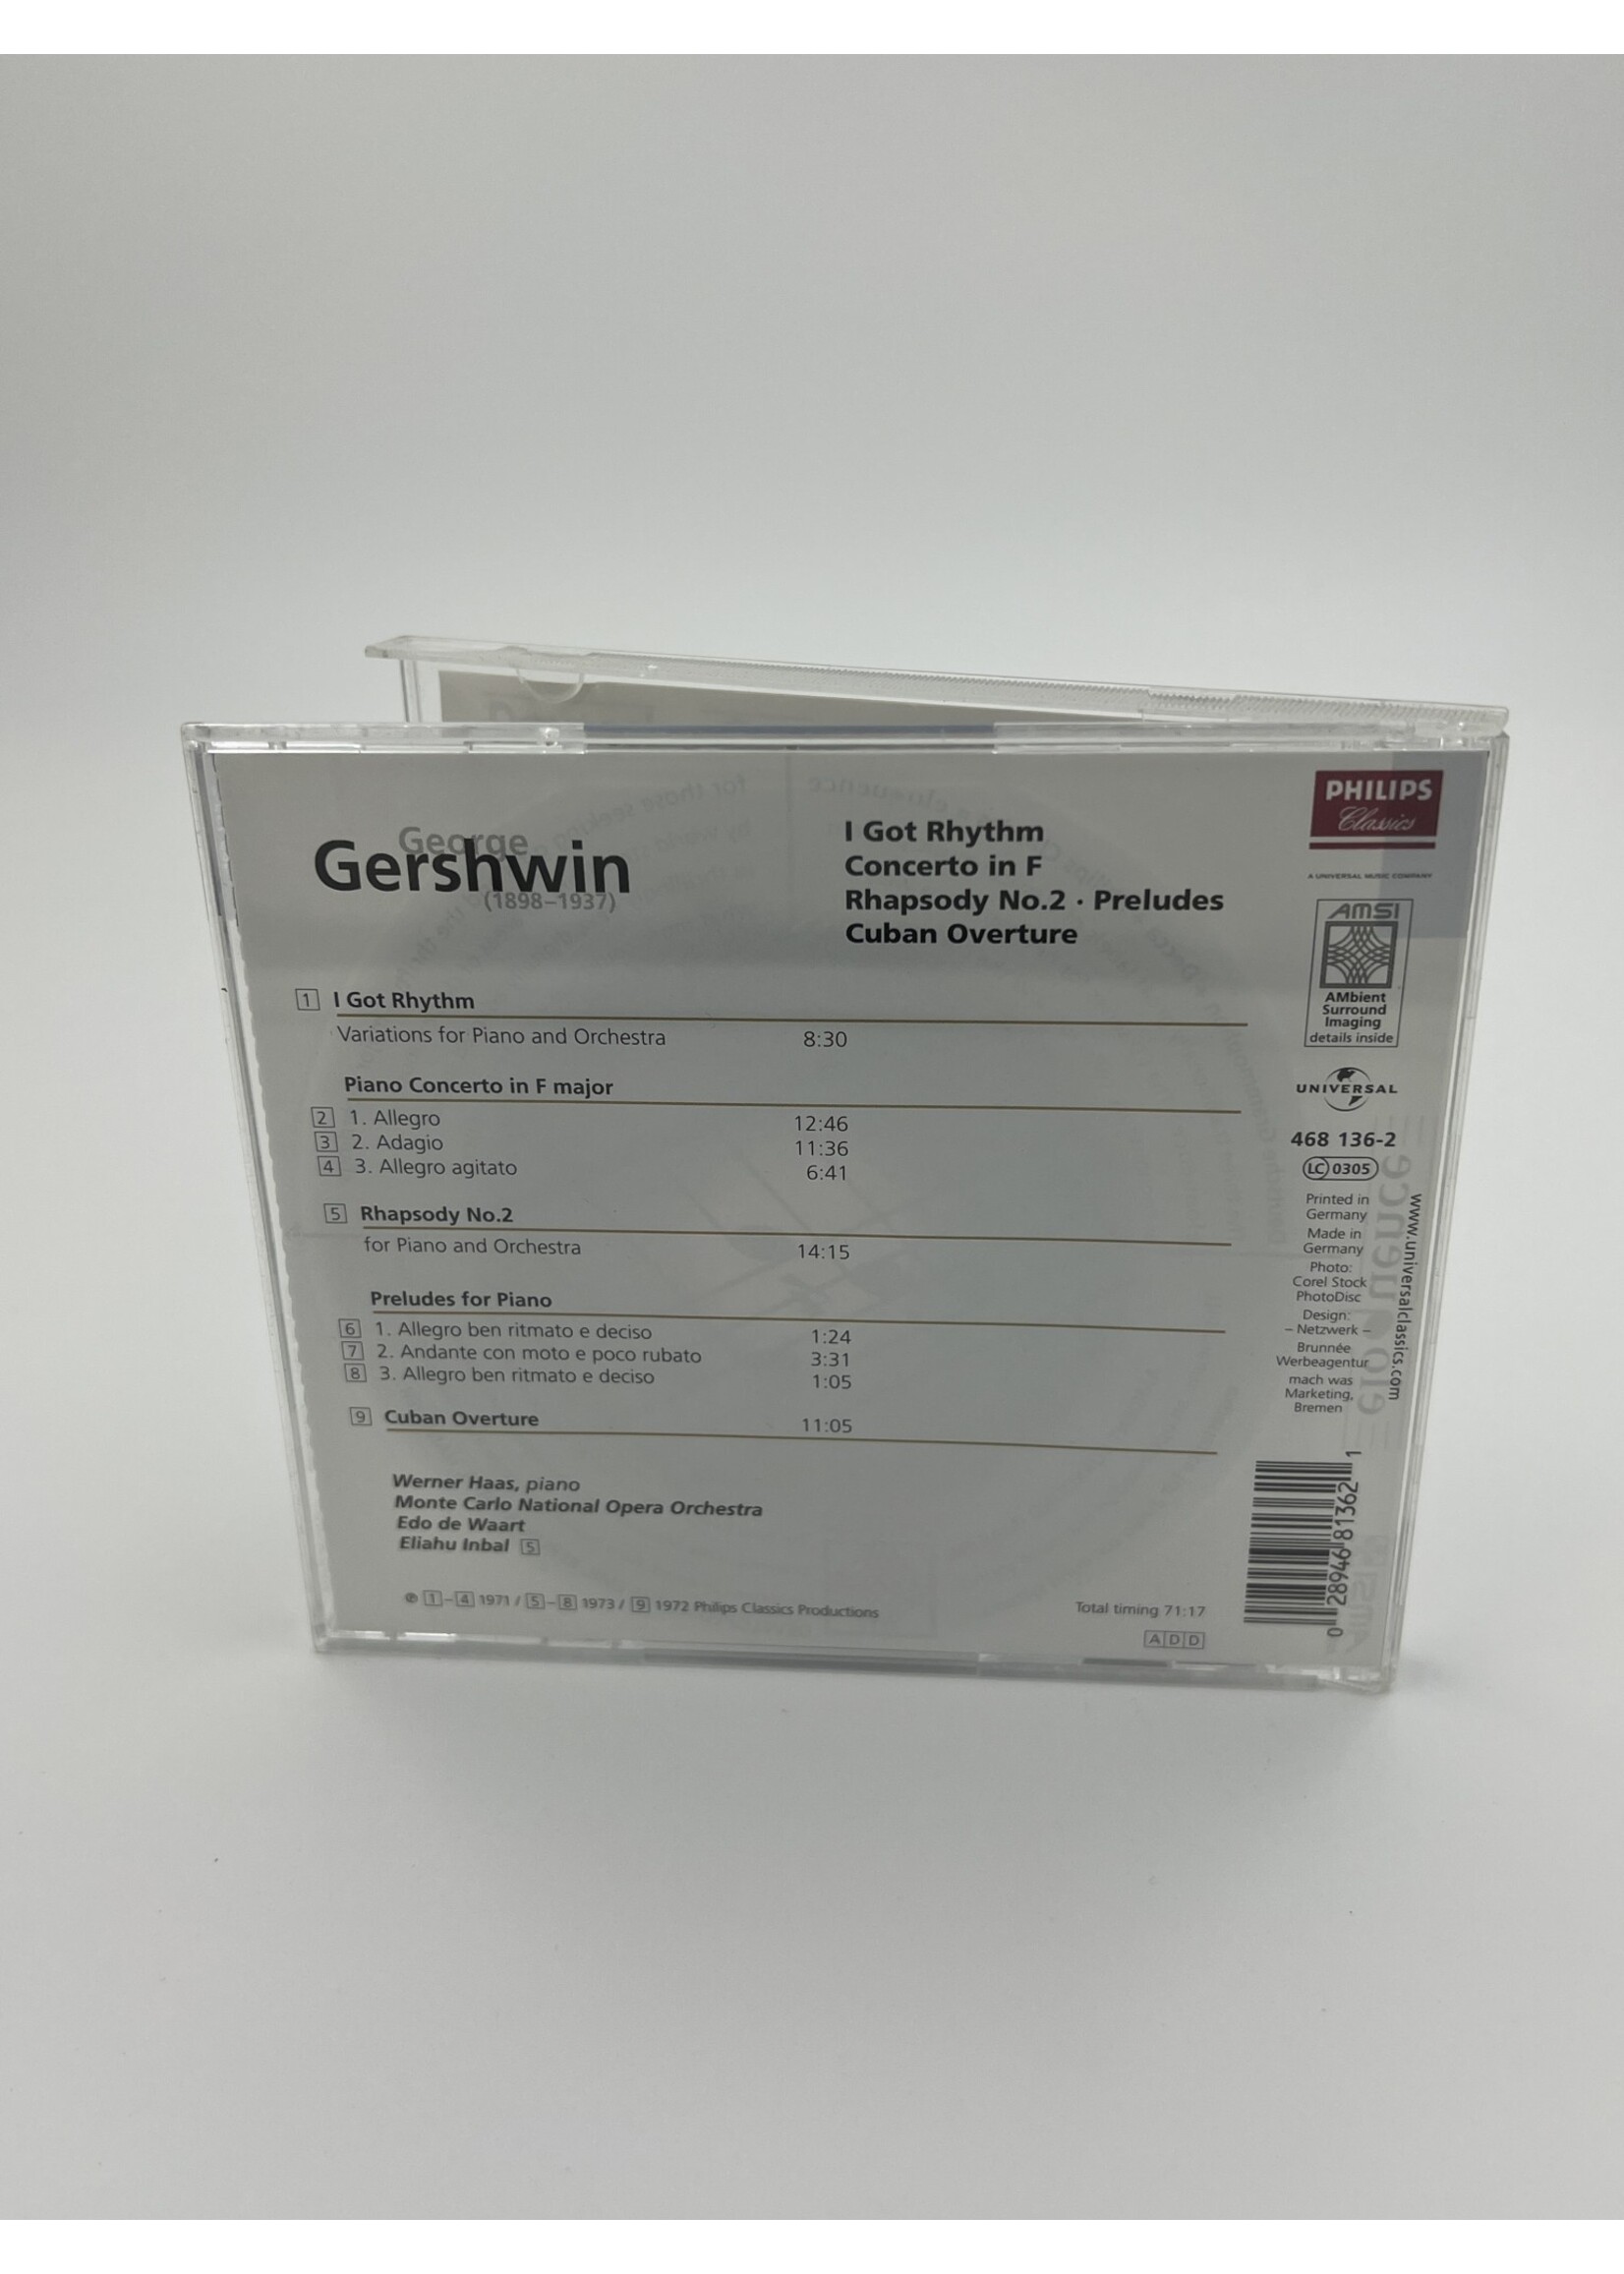 George
Gershwin
(1898–1937)
I Got Rhythm
Concerto in F
Rhapsody No.2 · Preludes
Cuban Overture
1 I Got Rhythm
Variations for Piano and Orchestra 8:30
Piano Concerto in F major
2 1. Allegro 12:46
3 2. Adagio 11:36
4 3. Allegro agitato 6:41
5 Rhapsody No.2
for Piano and Orchestra 14:15
Preludes for Piano
6 1. Allegro ben ritmato e deciso 1:24
7 2. Andante con moto e poco rubato 3:31
8 3. Allegro ben ritmato e deciso 1:05
9 Cuban Overture 11:05
Werner Haas, piano
Monte Carlo National Opera Orchestra
Edo de Waart
Eliahu Inbal 5
℗ 1–4 1971 / 5–8 1973 / 9 1972 Philips Classics Productions
Total timing 71:17
ADD
PHILIPS
Classics
A UNIVERSAL MUSIC COMPANY
AMSI
AMbient
Surround
Imaging
details inside
UNIVERSAL
468 136-2
LC 0305
Printed in
Germany
Made in
Germany
Photo:
Corel Stock
PhotoDisc
Design:
– Netzwerk –
Brunnée
Werbeagentur
mach was
Marketing,
Bremen
www.universalclassics.com
eloquence
0 28946 81362 1